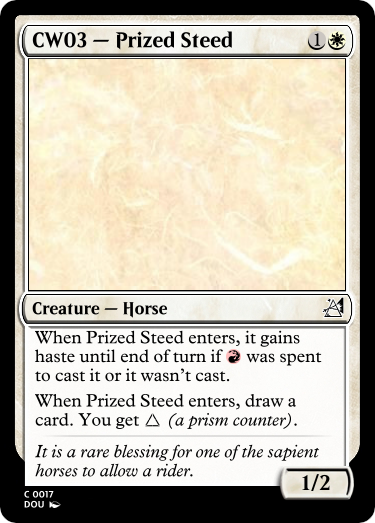 CW03 — Prized Steed 1
Creature — Horse
When Prized Steed enters, it gains
haste until end of turn if was spent
to cast it or it wasn't cast.
When Prized Steed enters, draw a
card. You get △ (a prism counter).
It is a rare blessing for one of the sapient
horses to allow a rider.
1/2
C 0017
DOU